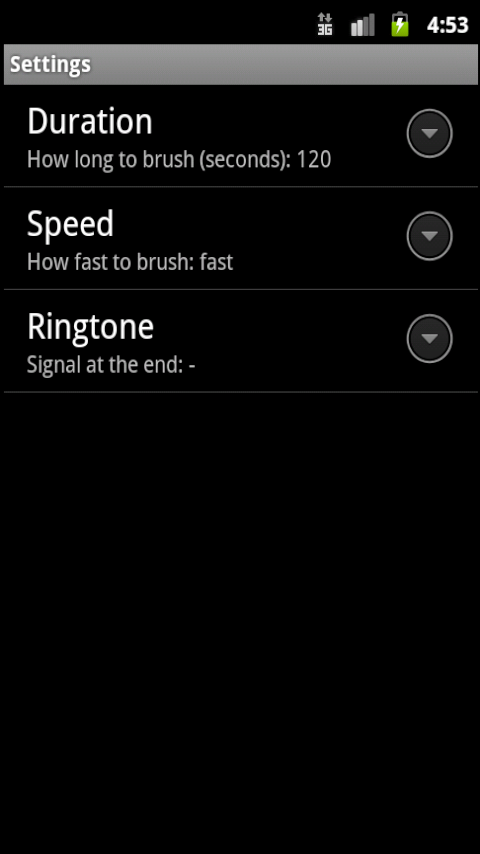 3G
4:53
Settings
Duration
How long to brush (seconds): 120
Speed
How fast to brush: fast
Ringtone
Signal at the end: -